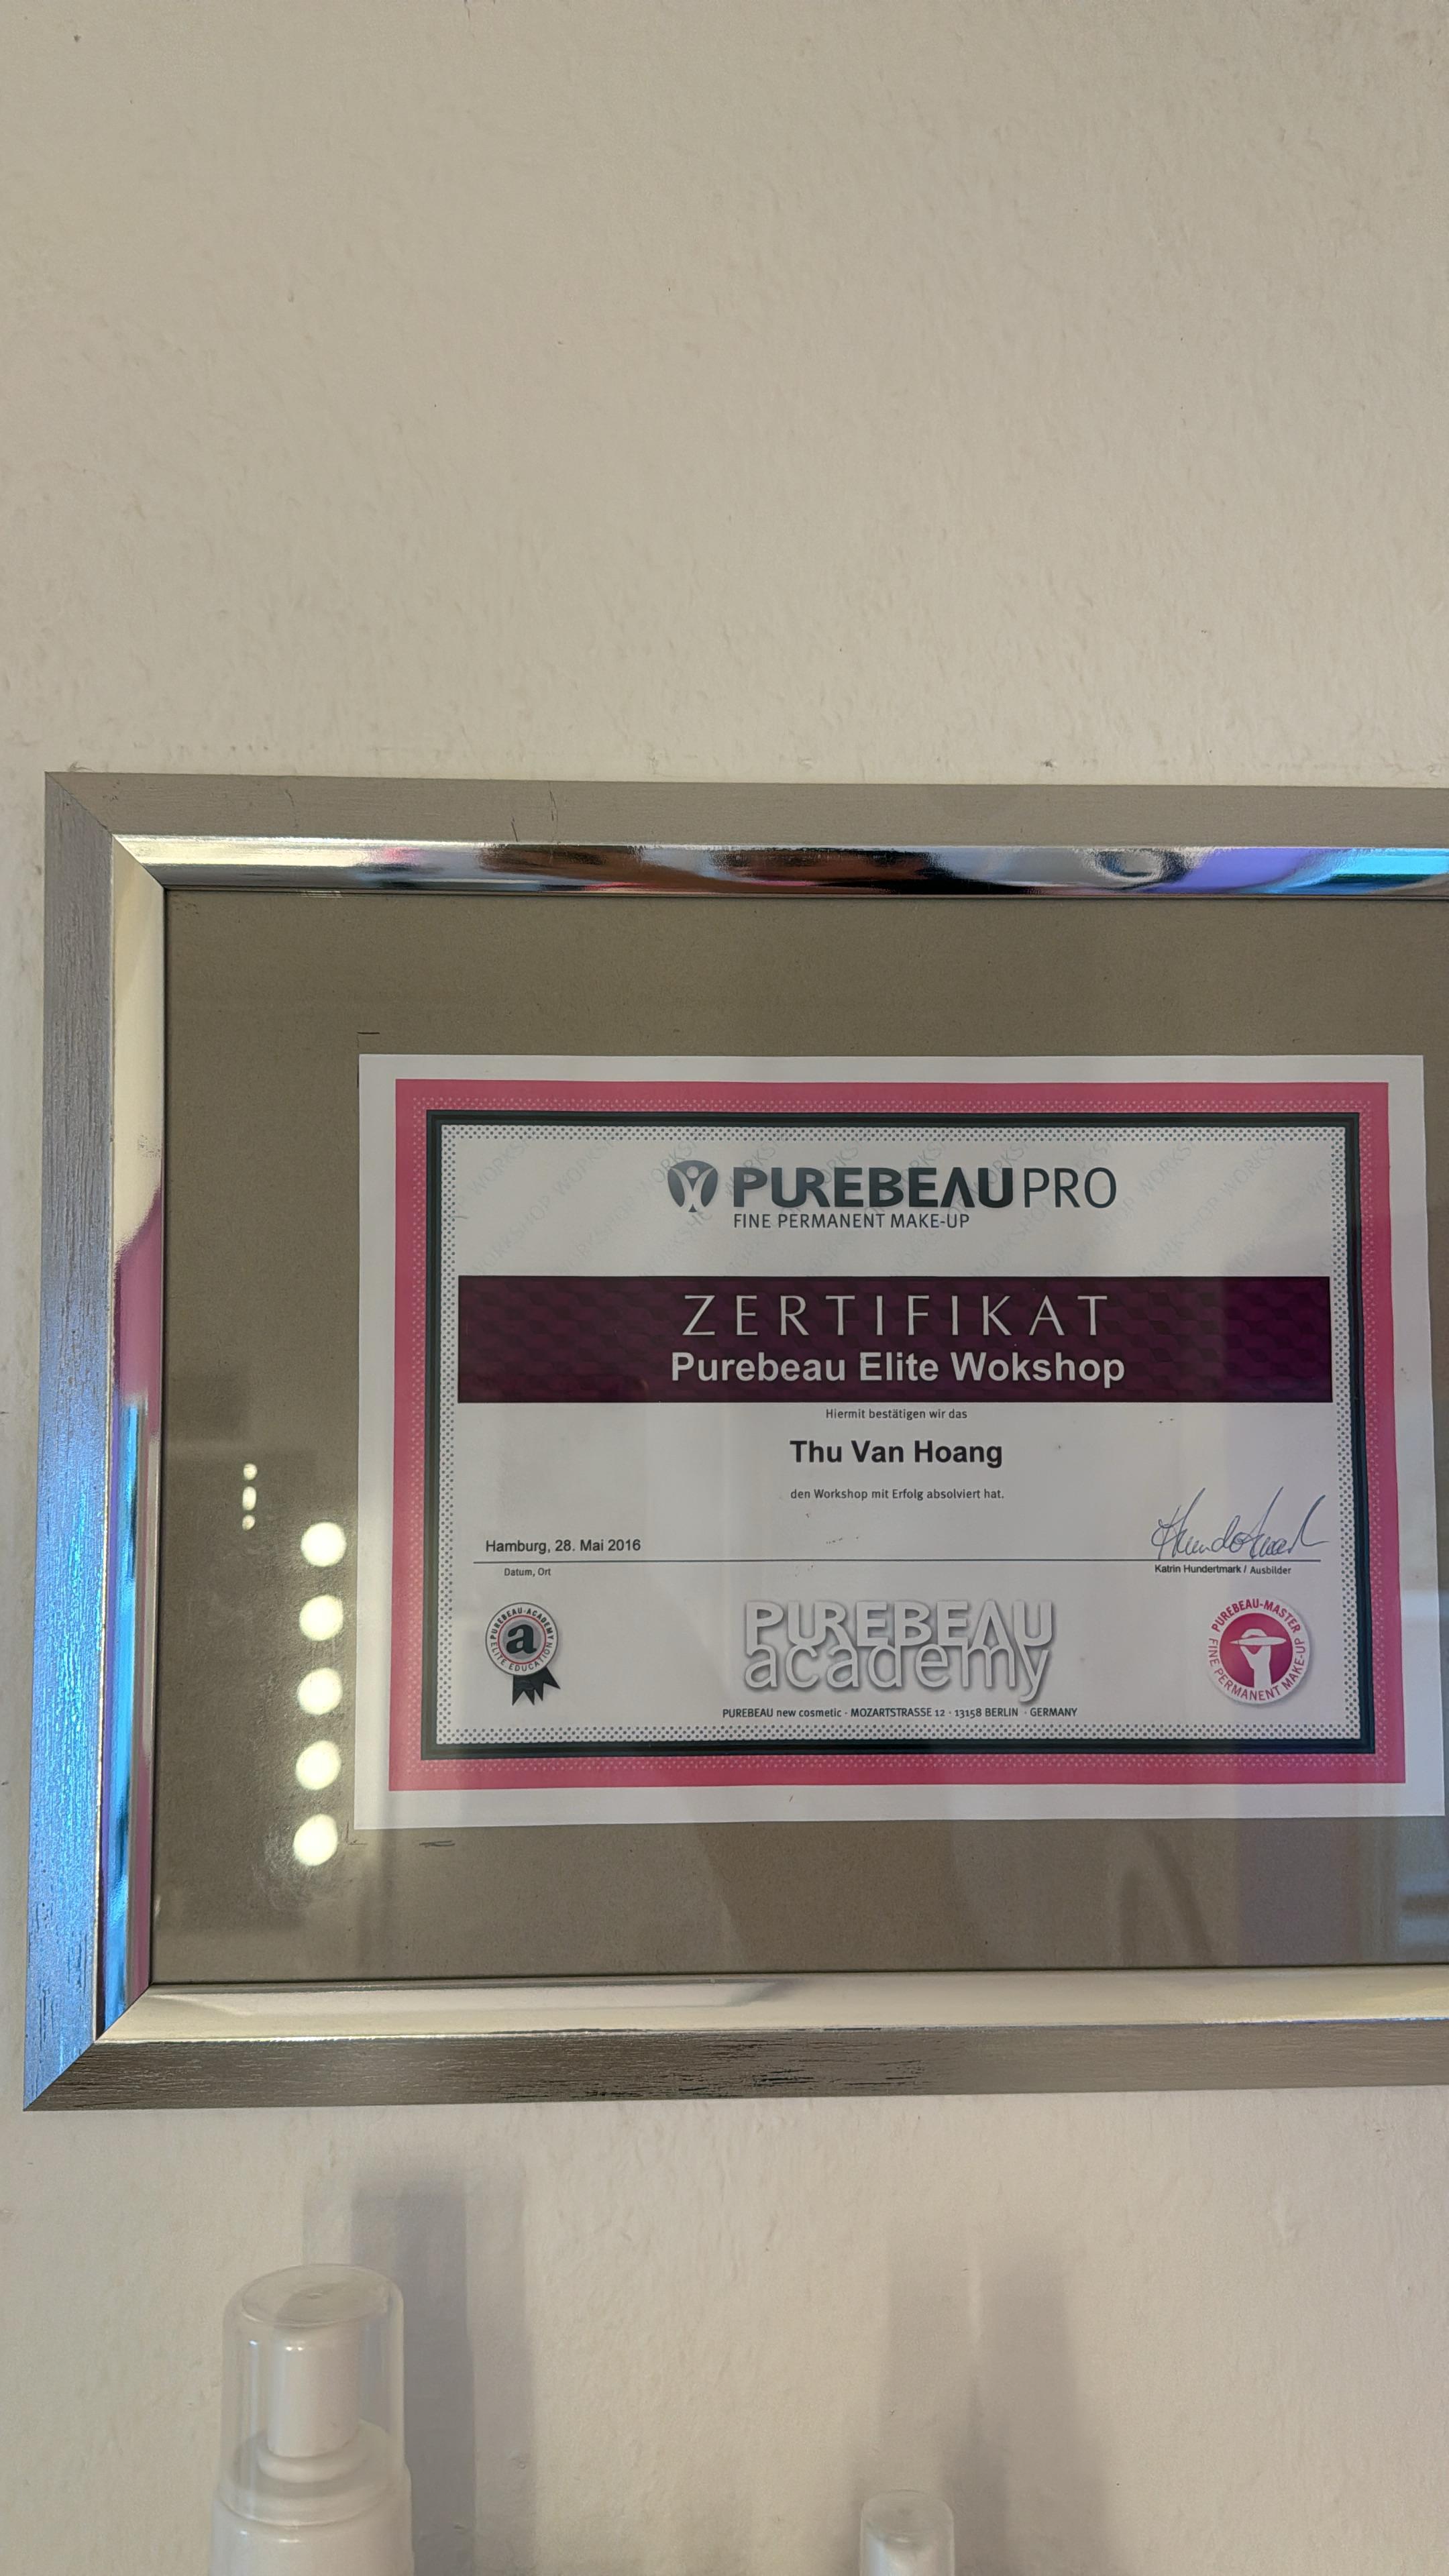 PUREBEAU PRO
FINE PERMANENT MAKE-UP
ZERTIFIKAT
Purebeau Elite Wokshop
Hiermit bestätigen wir das
Thu Van Hoang
den Workshop mit Erfolg absolviert hat.
Hamburg, 28. Mai 2016
Datum, Ort
Katrin Hundertmark / Ausbilder
PUREBEAU-ACADEMY
a
ELITE EDUCATION
PUREBEAU
academy
PUREBEAU-MASTER
FINE PERMANENT MAKE-UP
PUREBEAU new cosmetic - MOZARTSTRASSE 12 - 13158 BERLIN - GERMANY